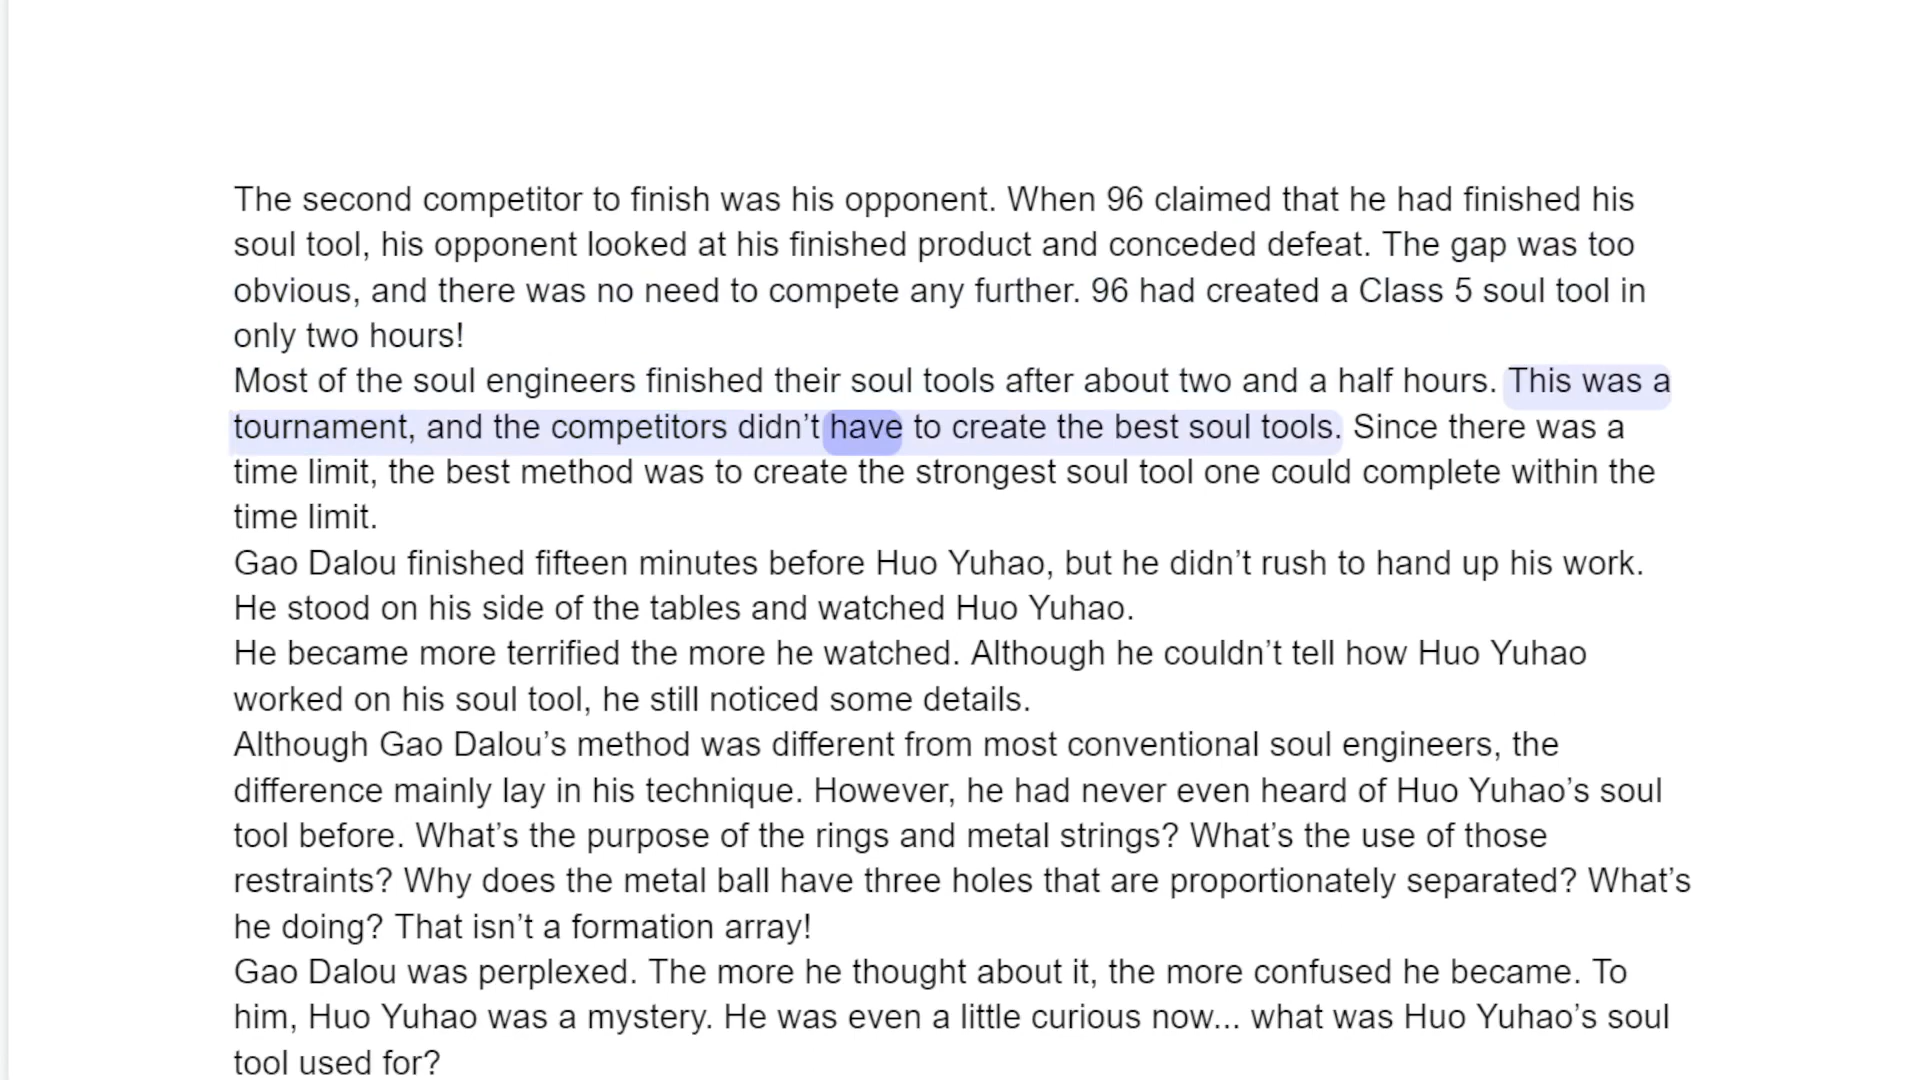 The second competitor to finish was his opponent. When 96 claimed that he had finished his
soul tool, his opponent looked at his finished product and conceded defeat. The gap was too
obvious, and there was no need to compete any further. 96 had created a Class 5 soul tool in
only two hours!
Most of the soul engineers finished their soul tools after about two and a half hours. This was a
tournament, and the competitors didn’t have to create the best soul tools. Since there was a
time limit, the best method was to create the strongest soul tool one could complete within the
time limit.
Gao Dalou finished fifteen minutes before Huo Yuhao, but he didn’t rush to hand up his work.
He stood on his side of the tables and watched Huo Yuhao.
He became more terrified the more he watched. Although he couldn’t tell how Huo Yuhao
worked on his soul tool, he still noticed some details.
Although Gao Dalou’s method was different from most conventional soul engineers, the
difference mainly lay in his technique. However, he had never even heard of Huo Yuhao’s soul
tool before. What’s the purpose of the rings and metal strings? What’s the use of those
restraints? Why does the metal ball have three holes that are proportionately separated? What’s
he doing? That isn’t a formation array!
Gao Dalou was perplexed. The more he thought about it, the more confused he became. To
him, Huo Yuhao was a mystery. He was even a little curious now... what was Huo Yuhao’s soul
tool used for?